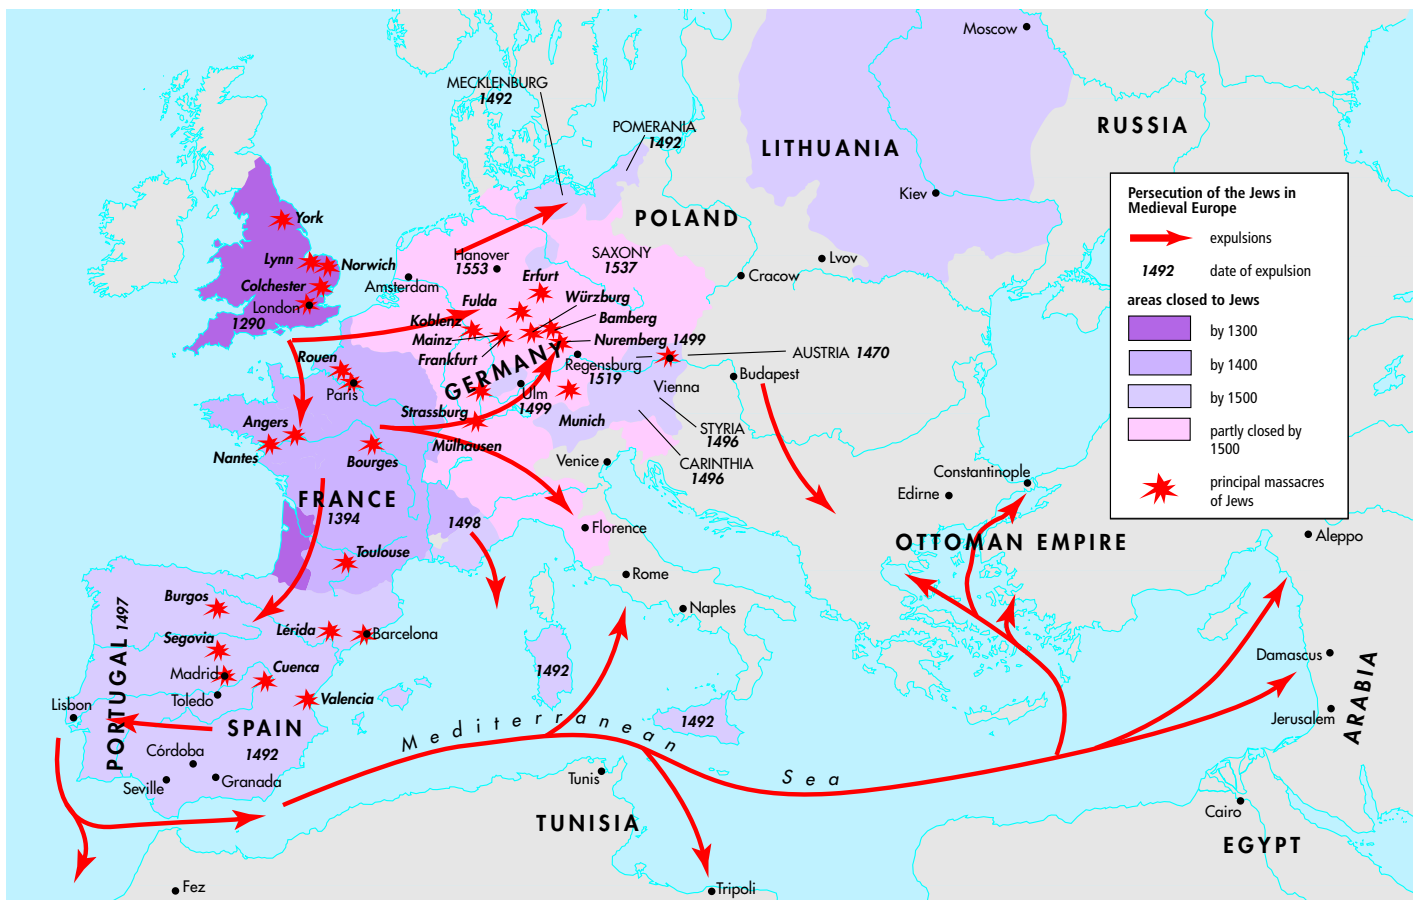 Moscow
MECKLENBURG
1492
POMERANIA
1492
RUSSIA
LITHUANIA
Kiev
POLAND
York
Lynn
Norwich
Colchester
London
1290
Hanover
1553
Amsterdam
SAXONY
1537
Lvov
Cracow
Erfurt
Fulda
Würzburg
Koblenz
Bamberg
Mainz
Nuremberg 1499
Frankfurt
GERMANY
Regensburg
1519
AUSTRIA 1470
Vienna
Budapest
Rouen
Paris
Ulm
1499
Strassburg
Munich
STYRIA
1496
Mülhausen
CARINTHIA
1496
Angers
Nantes
Bourges
Venice
FRANCE
1394
1498
Florence
Constantinople
Edirne
OTTOMAN EMPIRE
Toulouse
Rome
Naples
Burgos
Segovia
Lérida
Barcelona
Madrid
Cuenca
Toledo
Valencia
Lisbon
PORTUGAL 1497
SPAIN
1492
Córdoba
Seville
Granada
1492
1492
Mediterranean
Sea
Tunis
TUNISIA
Fez
Tripoli
Aleppo
Damascus
Jerusalem
ARABIA
Cairo
EGYPT
Persecution of the Jews in
Medieval Europe
expulsions
1492 date of expulsion
areas closed to Jews
by 1300
by 1400
by 1500
partly closed by
1500
principal massacres
of Jews